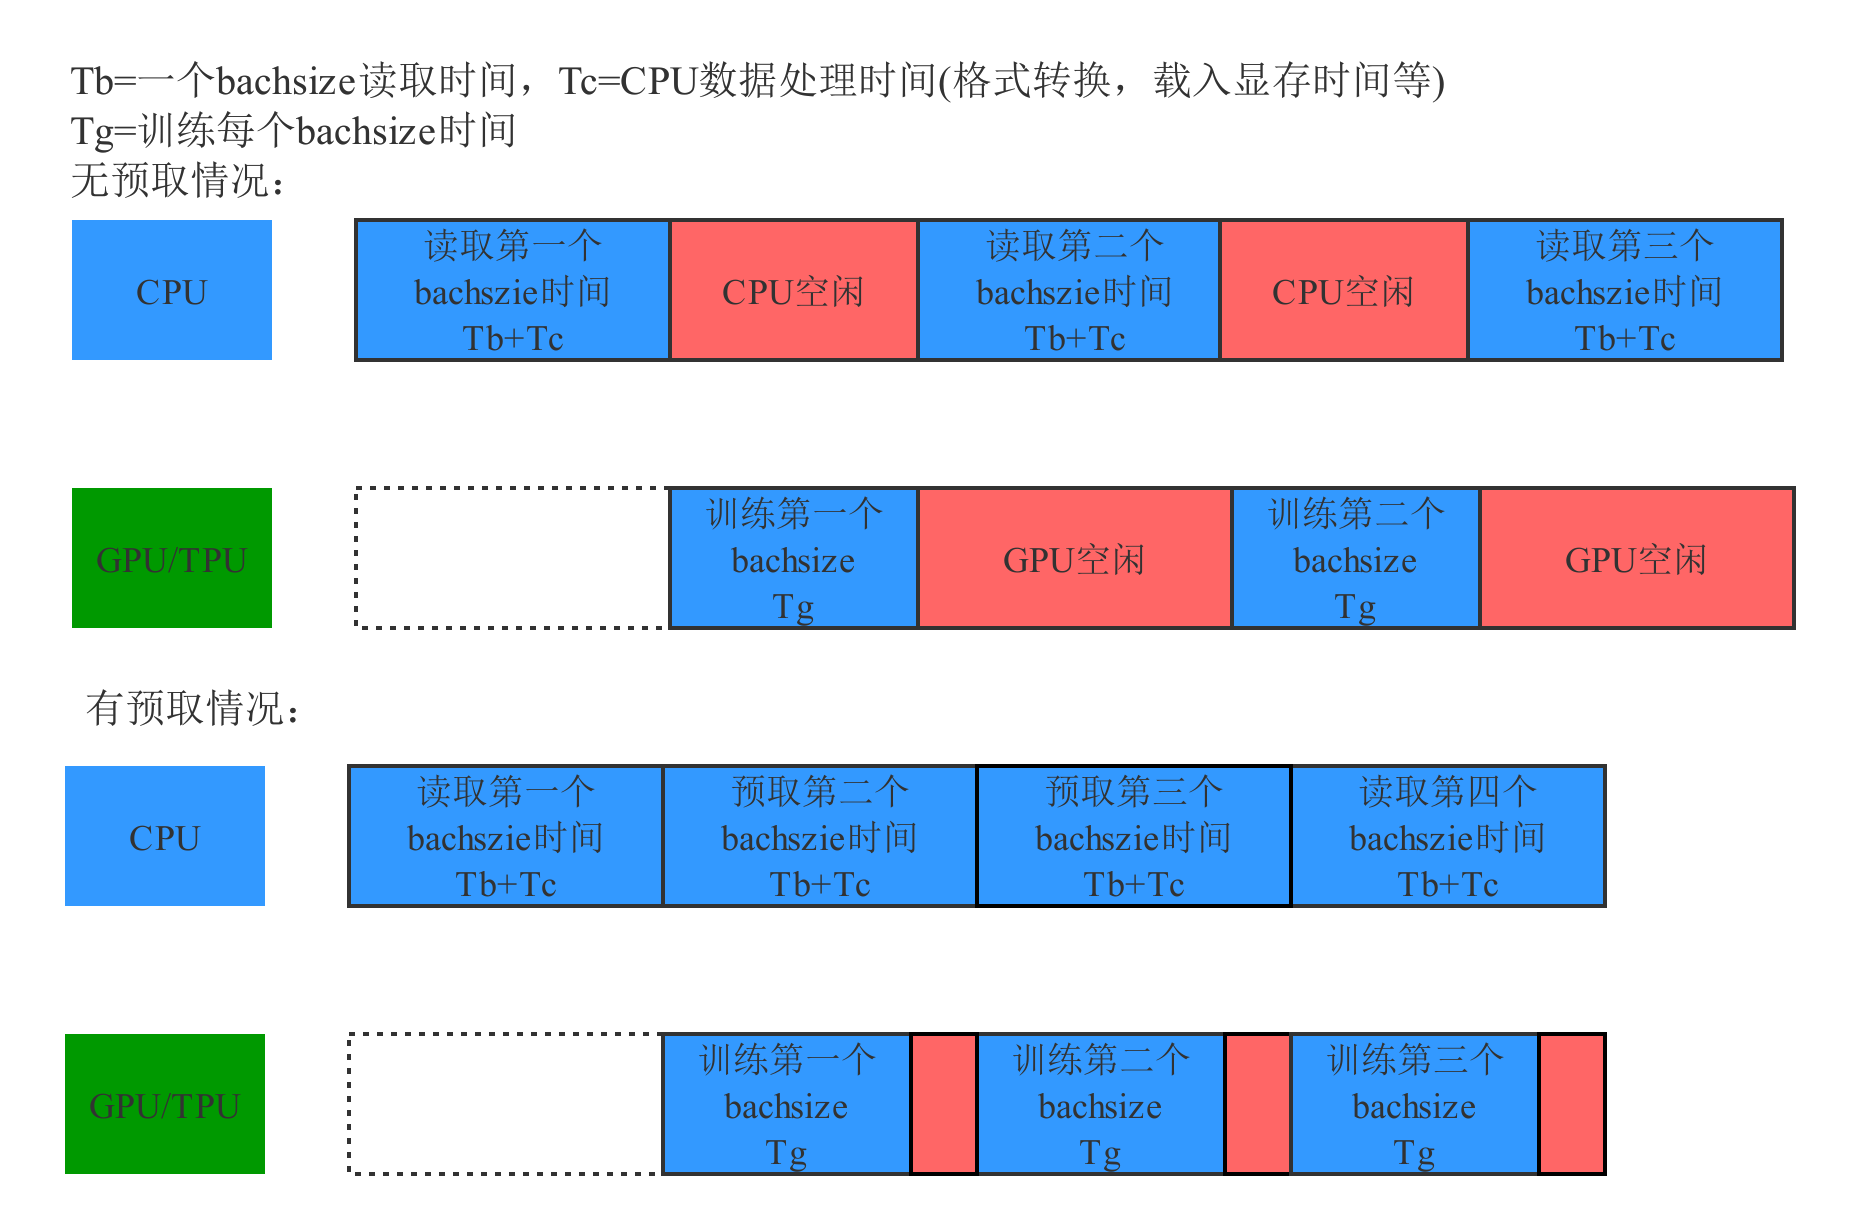 Tb=一个bachsize读取时间，Tc=CPU数据处理时间(格式转换，载入显存时间等)
Tg=训练每个bachsize时间
无预取情况：
CPU
读取第一个
bachszie时间
Tb+Tc
CPU空闲
读取第二个
bachszie时间
Tb+Tc
CPU空闲
读取第三个
bachszie时间
Tb+Tc
GPU/TPU
训练第一个
bachsize
Tg
GPU空闲
训练第二个
bachsize
Tg
GPU空闲
有预取情况：
CPU
读取第一个
bachszie时间
Tb+Tc
预取第二个
bachszie时间
Tb+Tc
预取第三个
bachszie时间
Tb+Tc
读取第四个
bachszie时间
Tb+Tc
GPU/TPU
训练第一个
bachsize
Tg
训练第二个
bachsize
Tg
训练第三个
bachsize
Tg